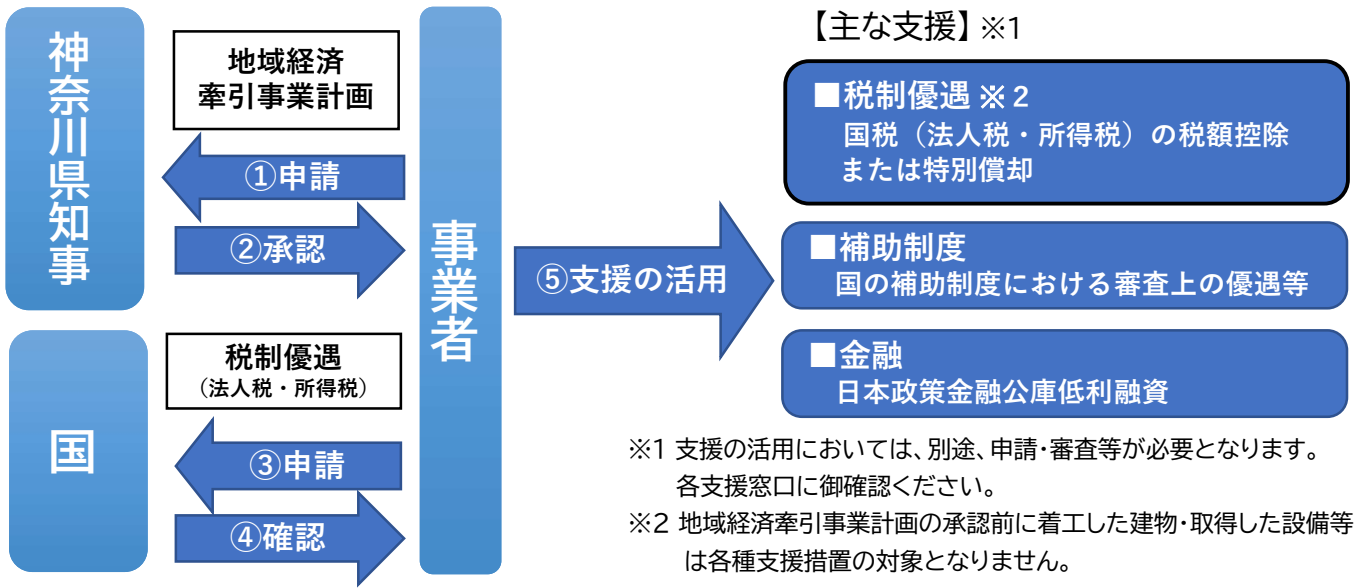 神奈川県知事
地域経済
牽引事業計画
①申請
②承認
国
税制優遇
（法人税・所得税）
③申請
④確認
事業者
⑤支援の活用
【主な支援】※1
■税制優遇※２
国税（法人税・所得税）の税額控除
または特別償却
■補助制度
国の補助制度における審査上の優遇等
■金融
日本政策金融公庫低利融資
※1 支援の活用においては、別途、申請・審査等が必要となります。
各支援窓口に御確認ください。
※2 地域経済牽引事業計画の承認前に着工した建物・取得した設備等
は各種支援措置の対象となりません。